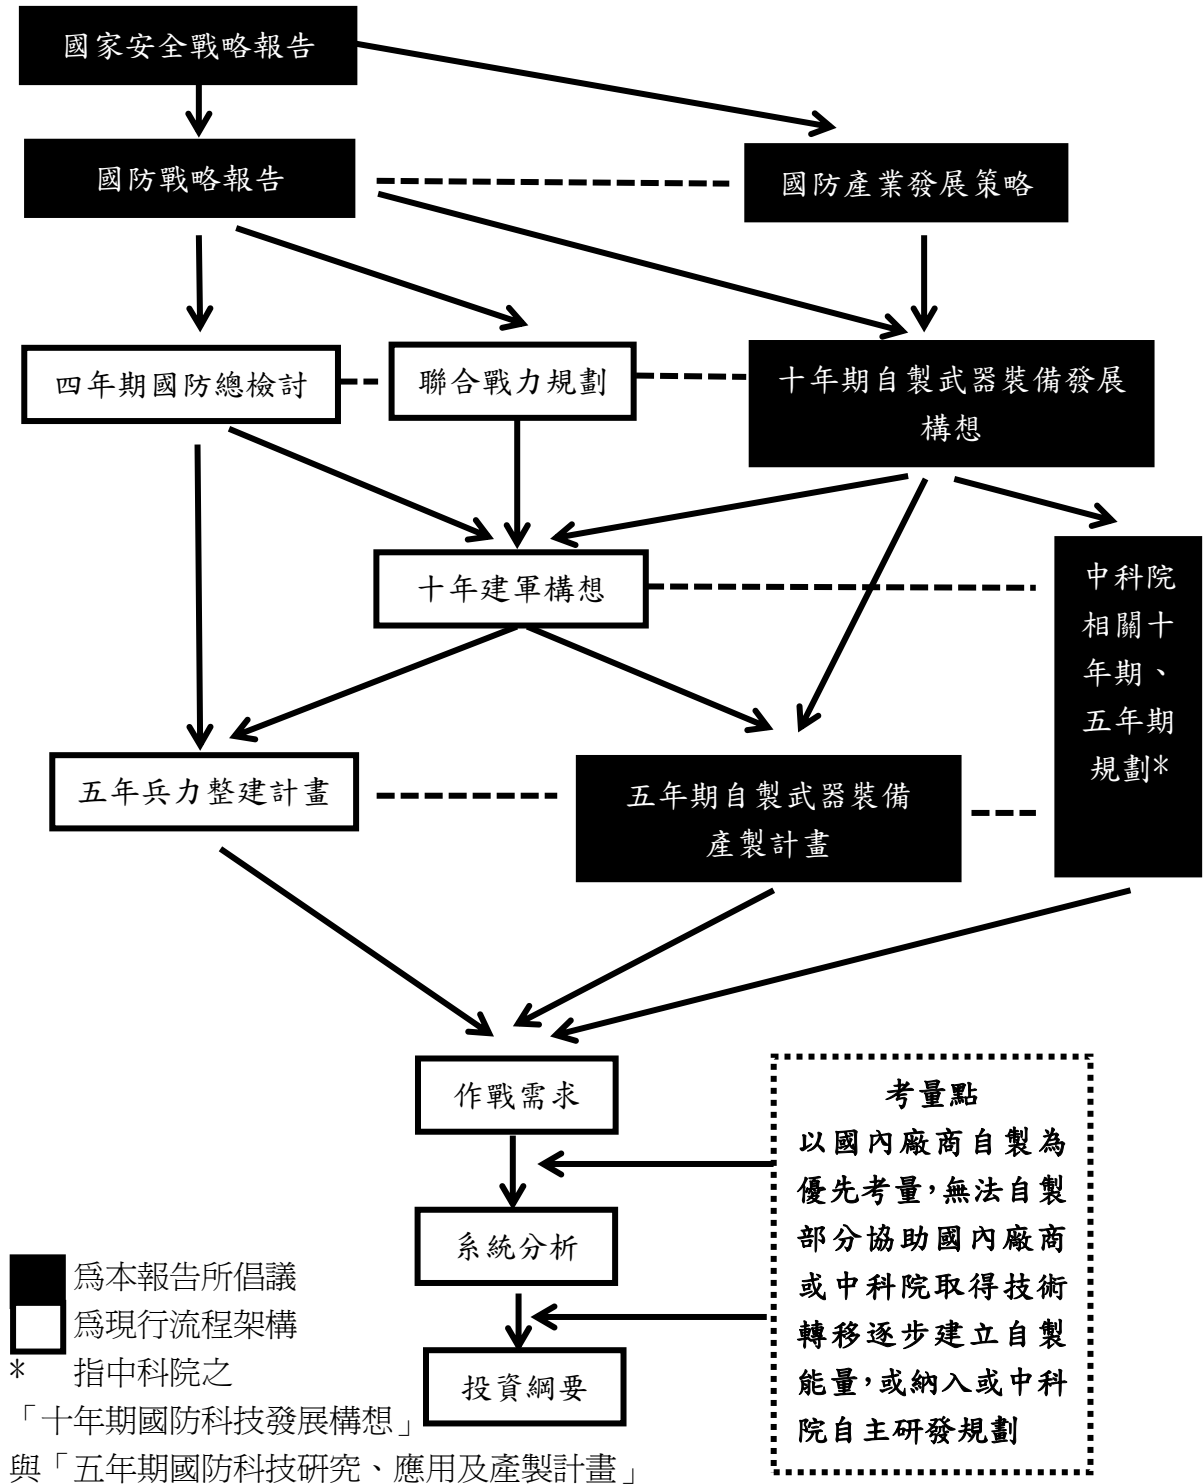 國家安全戰略報告
國防戰略報告
國防產業發展策略
四年期國防總檢討
聯合戰力規劃
十年期自製武器裝備發展
構想
十年建軍構想
中科院
相關十
年期、
五年期
規劃*
五年兵力整建計畫
五年期自製武器裝備
產製計畫
作戰需求
考量點
以國內廠商自製為
優先考量,無法自製
部分協助國內廠商
或中科院取得技術
轉移逐步建立自製
能量,或納入或中科
院自主研發規劃
系統分析
投資綱要
為本報告所倡議
為現行流程架構
* 指中科院之
「十年期國防科技發展構想」
與「五年期國防科技研究、應用及產製計畫」